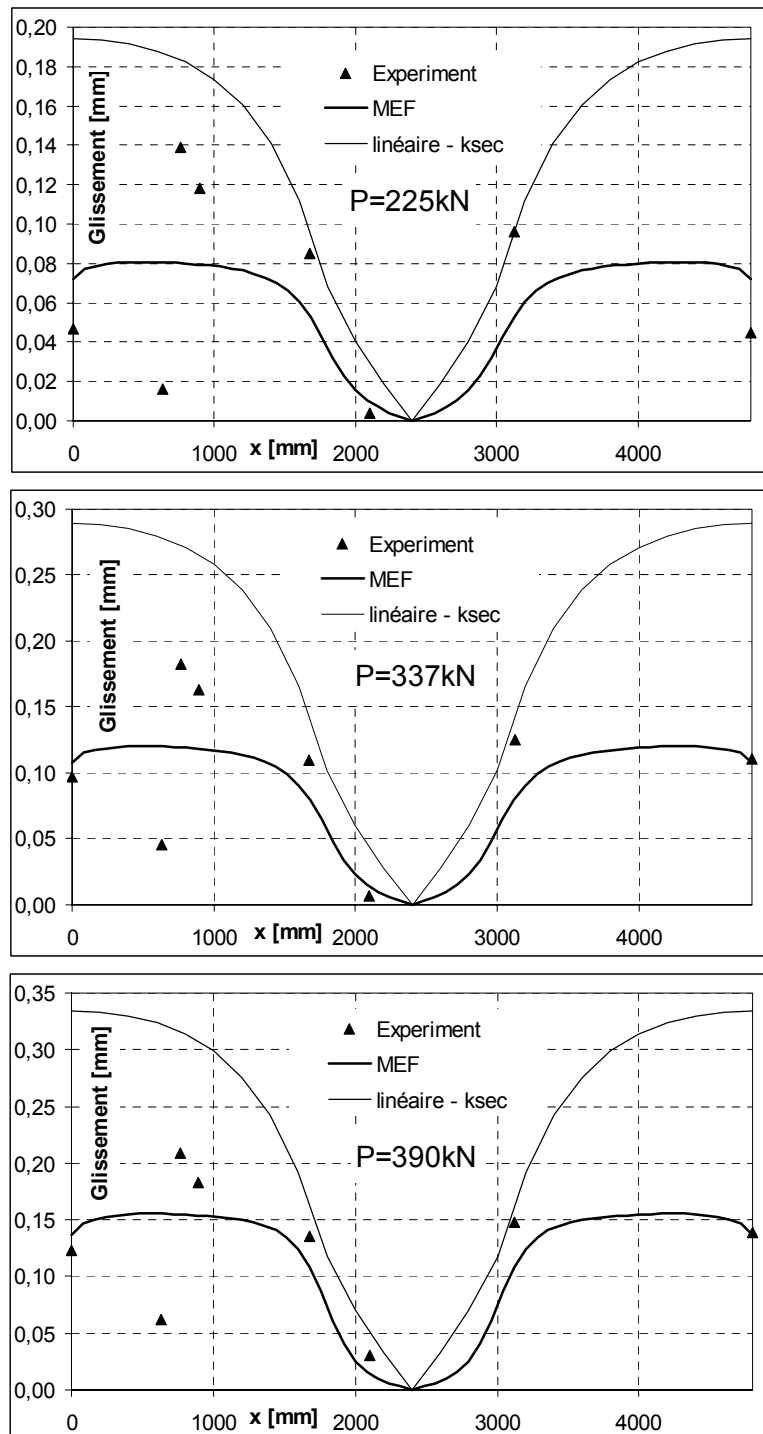 0,20
0,18
0,16
0,14
0,12
0,10
0,08
0,06
0,04
0,02
0,00
Glissement [mm]
Experiment
MEF
linéaire - ksec
P=225kN
0
1000
2000
3000
4000
x [mm]
0,30
0,25
0,20
0,15
0,10
0,05
0,00
Glissement [mm]
Experiment
MEF
linéaire - ksec
P=337kN
0
1000
2000
3000
4000
x [mm]
0,35
0,30
0,25
0,20
0,15
0,10
0,05
0,00
Glissement [mm]
Experiment
MEF
linéaire - ksec
P=390kN
0
1000
2000
3000
4000
x [mm]